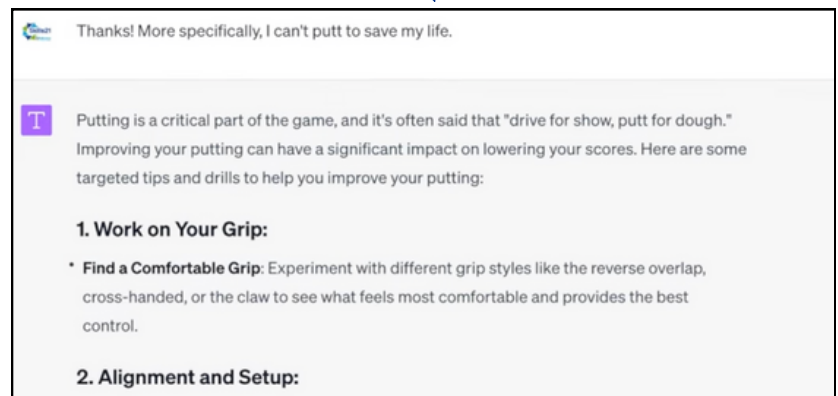 Thanks! More specifically, I can't putt to save my life.
T
Putting is a critical part of the game, and it's often said that "drive for show, putt for dough."
Improving your putting can have a significant impact on lowering your scores. Here are some
targeted tips and drills to help you improve your putting:
1. Work on Your Grip:
• Find a Comfortable Grip: Experiment with different grip styles like the reverse overlap,
cross-handed, or the claw to see what feels most comfortable and provides the best
control.
2. Alignment and Setup: